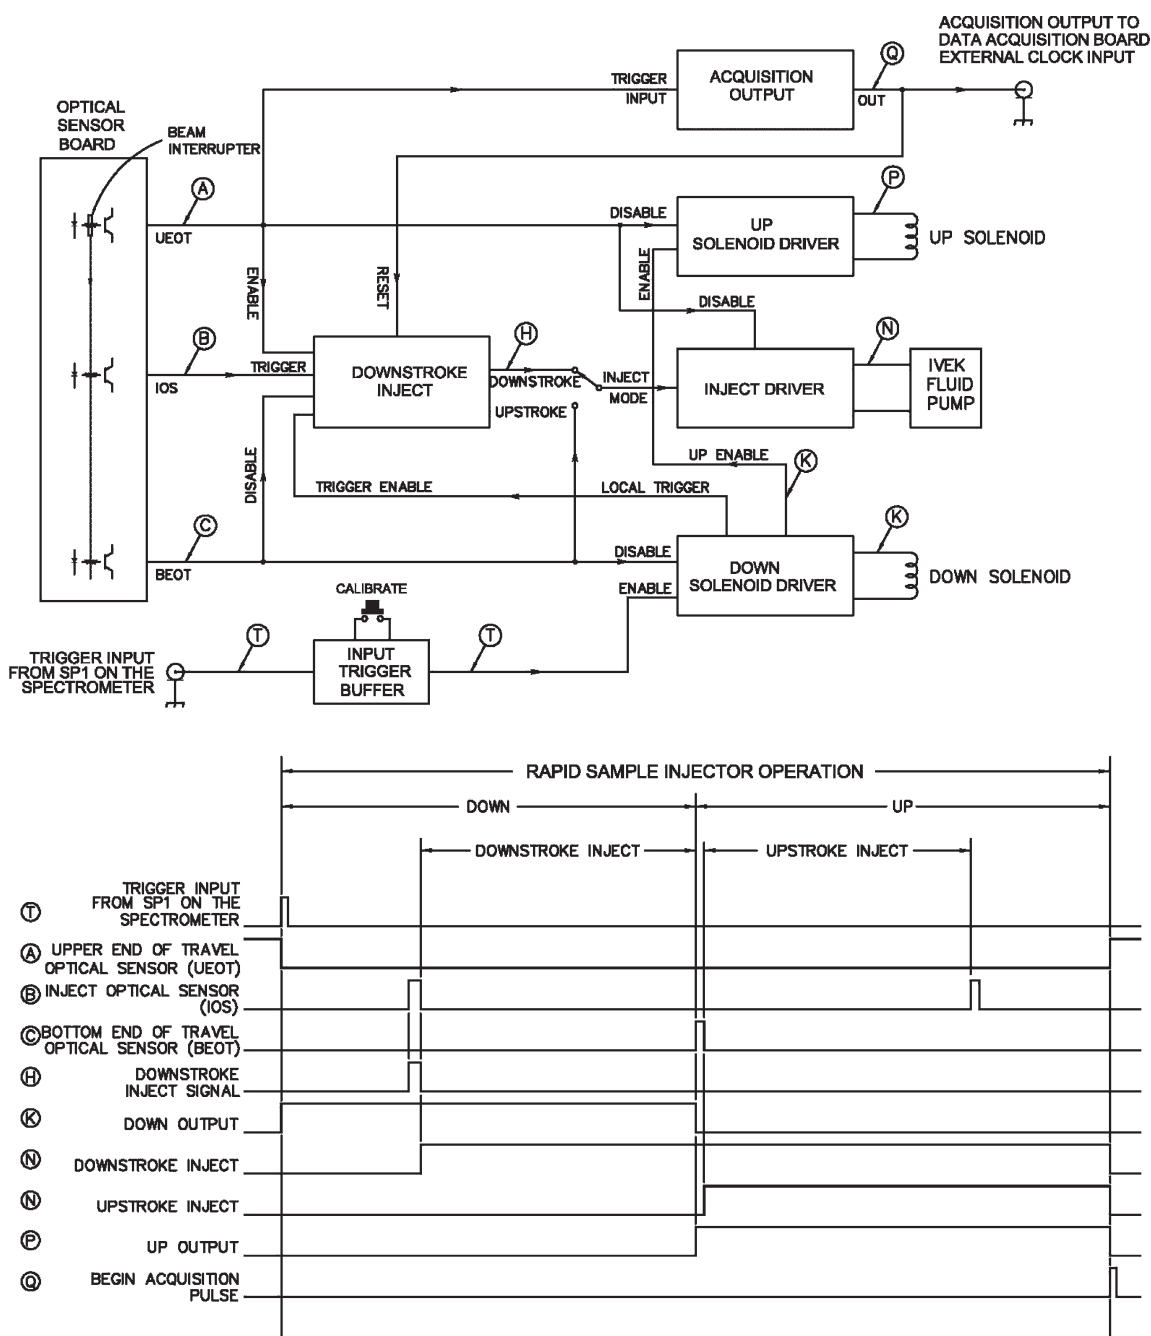 ACQUISITION OUTPUT TO
DATA ACQUISITION BOARD
EXTERNAL CLOCK INPUT
Q
TRIGGER
INPUT
ACQUISITION
OUTPUT
OUT
OPTICAL
SENSOR
BOARD
BEAM
INTERRUPTER
A
UEOT
P
DISABLE
UP
SOLENOID DRIVER
UP SOLENOID
ENABLE
RESET
ENABLE
DISABLE
B
IOS
TRIGGER
DOWNSTROKE
INJECT
H
DOWNSTROKE
UPSTROKE
INJECT
MODE
INJECT DRIVER
N
IVEK
FLUID
PUMP
DISABLE
UP ENABLE
K
TRIGGER ENABLE
LOCAL TRIGGER
C
BEOT
DISABLE
ENABLE
DOWN
SOLENOID DRIVER
K
DOWN SOLENOID
CALIBRATE
TRIGGER INPUT
FROM SP1 ON THE
SPECTROMETER
T
INPUT
TRIGGER
BUFFER
T
RAPID SAMPLE INJECTOR OPERATION
DOWN
UP
DOWNSTROKE INJECT
UPSTROKE INJECT
T
TRIGGER INPUT
FROM SP1 ON THE
SPECTROMETER
A UPPER END OF TRAVEL
OPTICAL SENSOR (UEOT)
B INJECT OPTICAL SENSOR
(IOS)
C BOTTOM END OF TRAVEL
OPTICAL SENSOR (BEOT)
H DOWNSTROKE
INJECT SIGNAL
K DOWN OUTPUT
N DOWNSTROKE INJECT
N UPSTROKE INJECT
P UP OUTPUT
Q BEGIN ACQUISITION
PULSE